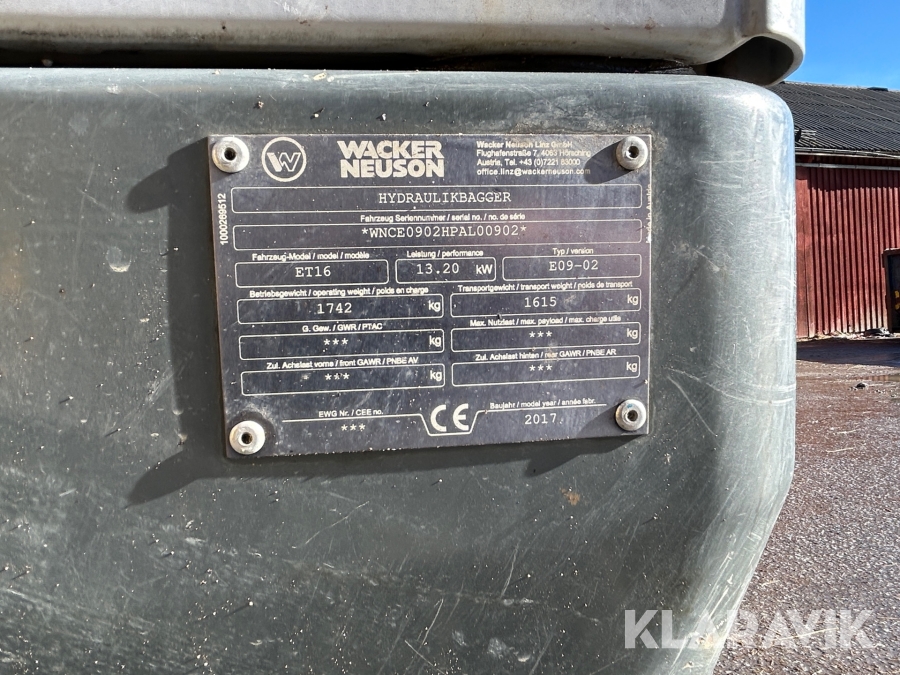 WACKER
NEUSON
Wacker Neuson Linz GmbH
Flughafenstraße 7, 4063 Hörsching
Austria, Tel. +43 (0)7221 63000
office.linz@wackerneuson.com
HYDRAULIKBAGGER
Fahrzeug Seriennummer / serial no. / no. de série
*WNCE0902HPAL00902*
Fahrzeug-Model / model / modèle
ET16
Leistung / performance
13.20 kW
Typ / version
E09-02
Betriebsgewicht / operating weight / poids en charge
1742 kg
Transportgewicht / transport weight / poids de transport
1615 kg
G. Gew. / GWR / PTAC
*** kg
Max. Nutzlast / max. payload / max. charge utile
*** kg
Zul. Achslast vorne / front GAWR / PNBE AV
*** kg
Zul. Achslast hinten / rear GAWR / PNBE AR
*** kg
EWG Nr. / CEE no.
***
CE
Baujahr / model year / année fabr.
2017
1000269512
Made in Austria
KLARAVIK